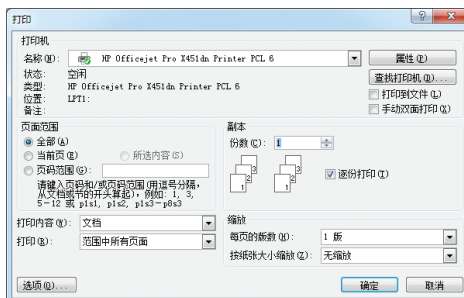 打印
打印机
名称(N): HP Officejet Pro X451dn Printer PCL 6 属性(P)
状态: 空闲
类型: HP Officejet Pro X451dn Printer PCL 6 查找打印机(D)...
位置: LPT1: 打印到文件(L)
备注: 手动双面打印(X)
页面范围
全部(A)
当前页(E) 所选内容(S)
页码范围(G):
请键入页码和/或页码范围(用逗号分隔,
从文档或节的开头算起),例如: 1, 3,
5-12 或 p1s1, p1s2, p1s3-p8s3
副本
份数(C): 1
1 2 3 1 2 3
逐份打印(T)
打印内容(W): 文档
打印(R): 范围中所有页面
缩放
每页的版数(H): 1 版
按纸张大小缩放(Z): 无缩放
选项(O)... 确定 取消